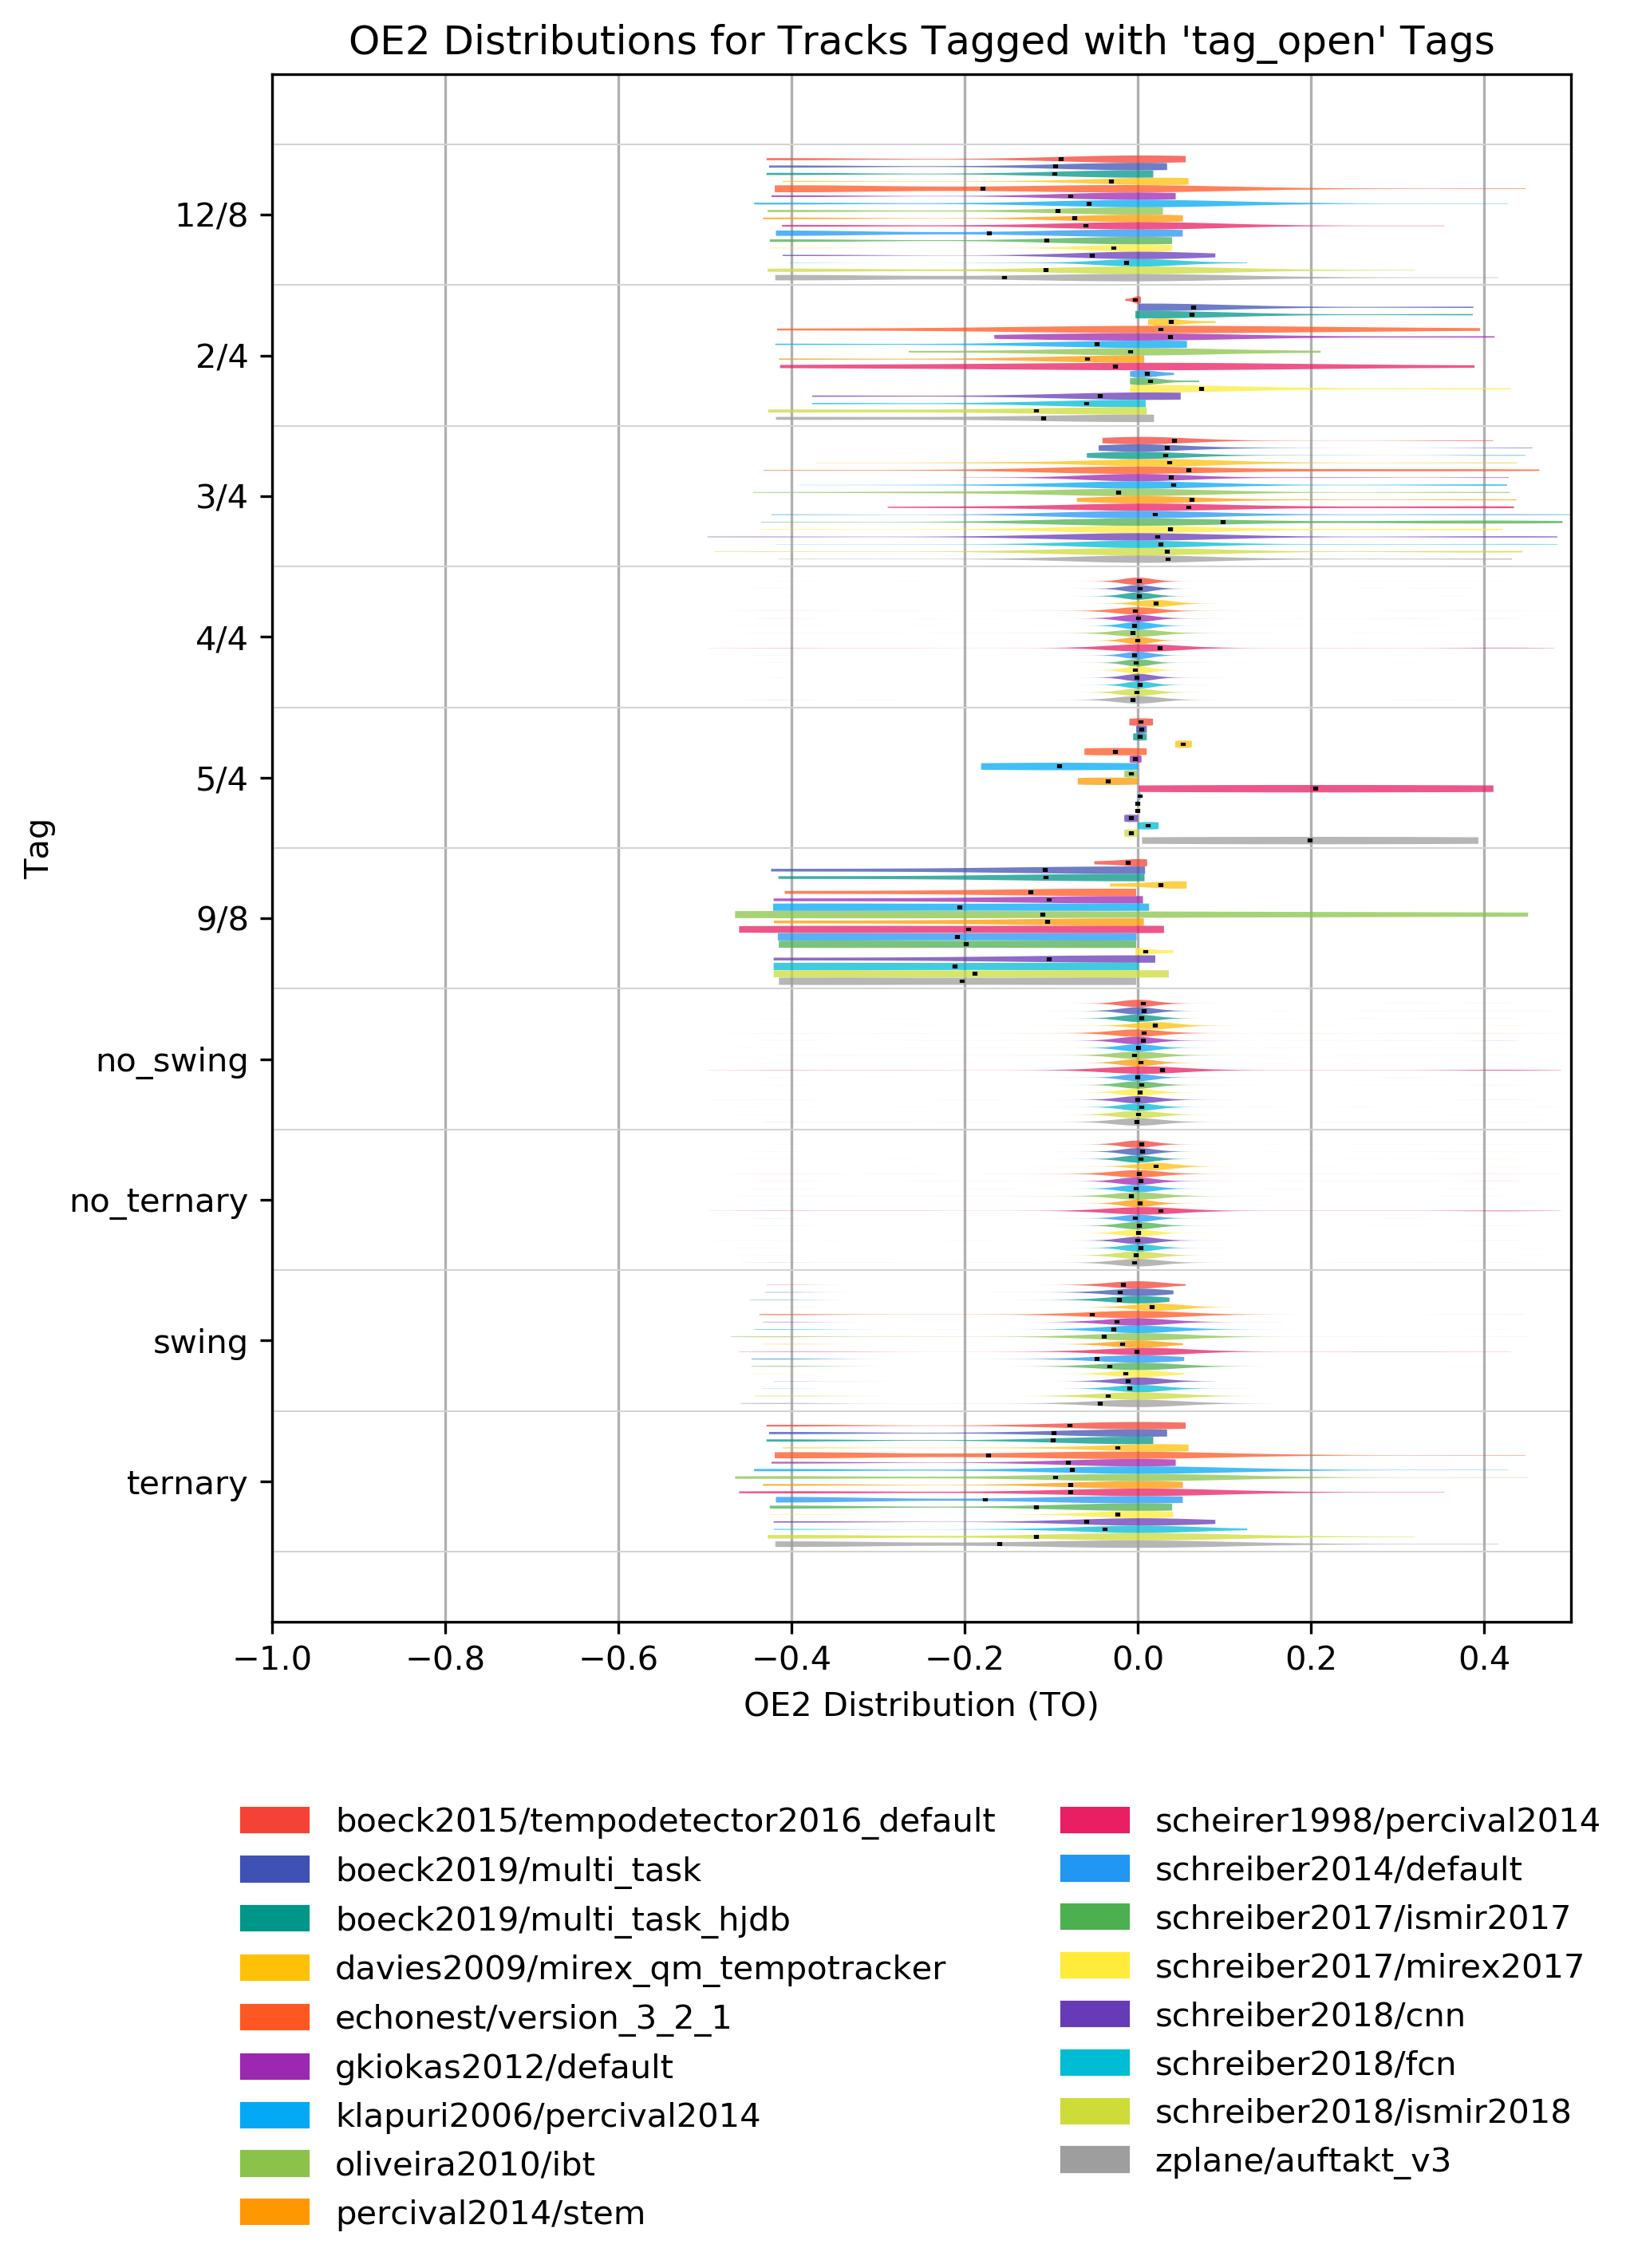 OE2 Distributions for Tracks Tagged with 'tag_open' Tags
Tag
12/8
2/4
3/4
4/4
5/4
9/8
no_swing
no_ternary
swing
ternary
−1.0 −0.8 −0.6 −0.4 −0.2 0.0 0.2 0.4
OE2 Distribution (TO)
boeck2015/tempodetector2016_default
boeck2019/multi_task
boeck2019/multi_task_hjdb
davies2009/mirex_qm_tempotracker
echonest/version_3_2_1
gkiokas2012/default
klapuri2006/percival2014
oliveira2010/ibt
percival2014/stem
scheirer1998/percival2014
schreiber2014/default
schreiber2017/ismir2017
schreiber2017/mirex2017
schreiber2018/cnn
schreiber2018/fcn
schreiber2018/ismir2018
zplane/auftakt_v3